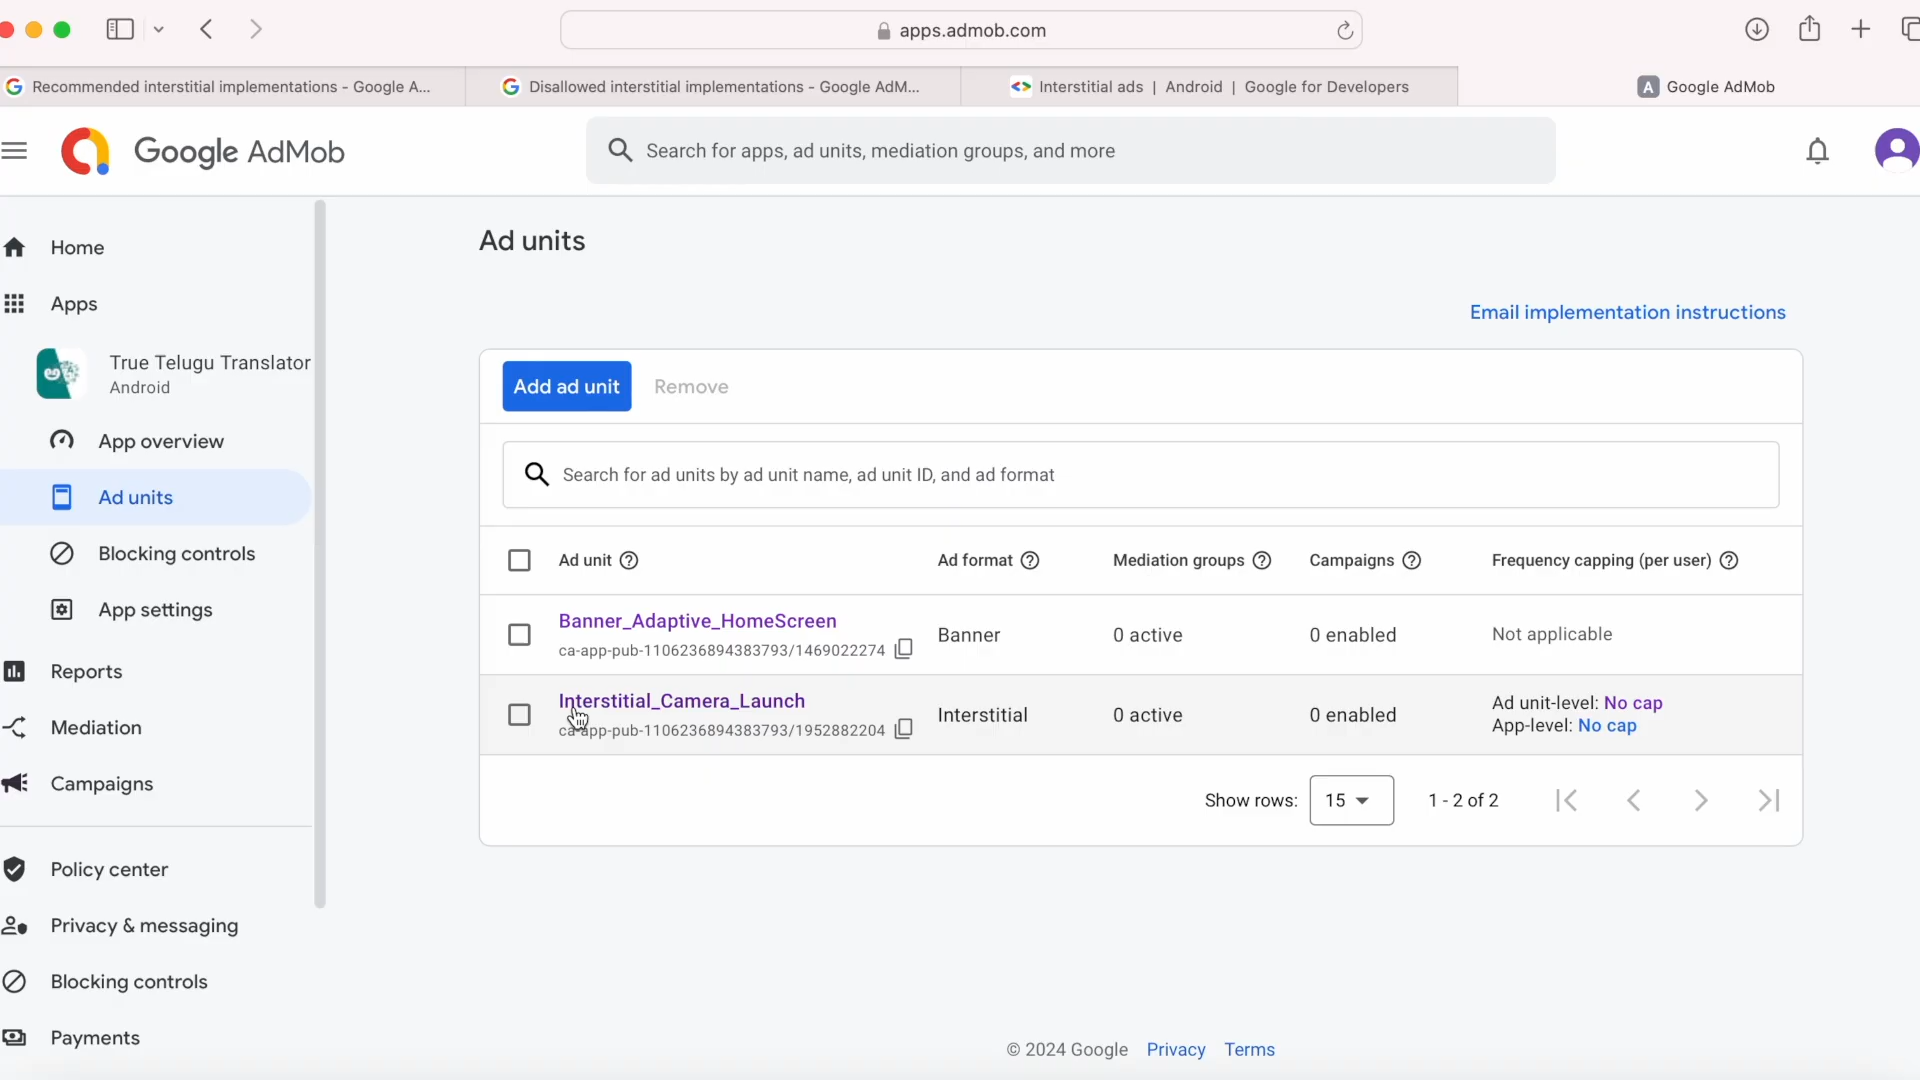 apps.admob.com
Recommended interstitial implementations - Google A...
Disallowed interstitial implementations - Google AdM...
Interstitial ads | Android | Google for Developers
A Google AdMob
Google AdMob
Search for apps, ad units, mediation groups, and more
Home
Apps
True Telugu Translator
Android
App overview
Ad units
Blocking controls
App settings
Reports
Mediation
Campaigns
Policy center
Privacy & messaging
Blocking controls
Payments
Ad units
Email implementation instructions
Add ad unit Remove
Search for ad units by ad unit name, ad unit ID, and ad format
Ad unit Ad format Mediation groups Campaigns Frequency capping (per user)
Banner_Adaptive_HomeScreen
ca-app-pub-1106236894383793/1469022274
Banner 0 active 0 enabled Not applicable
Interstitial_Camera_Launch
ca-app-pub-1106236894383793/1952882204
Interstitial 0 active 0 enabled
Ad unit-level: No cap
App-level: No cap
Show rows: 15 1 - 2 of 2
© 2024 Google Privacy Terms